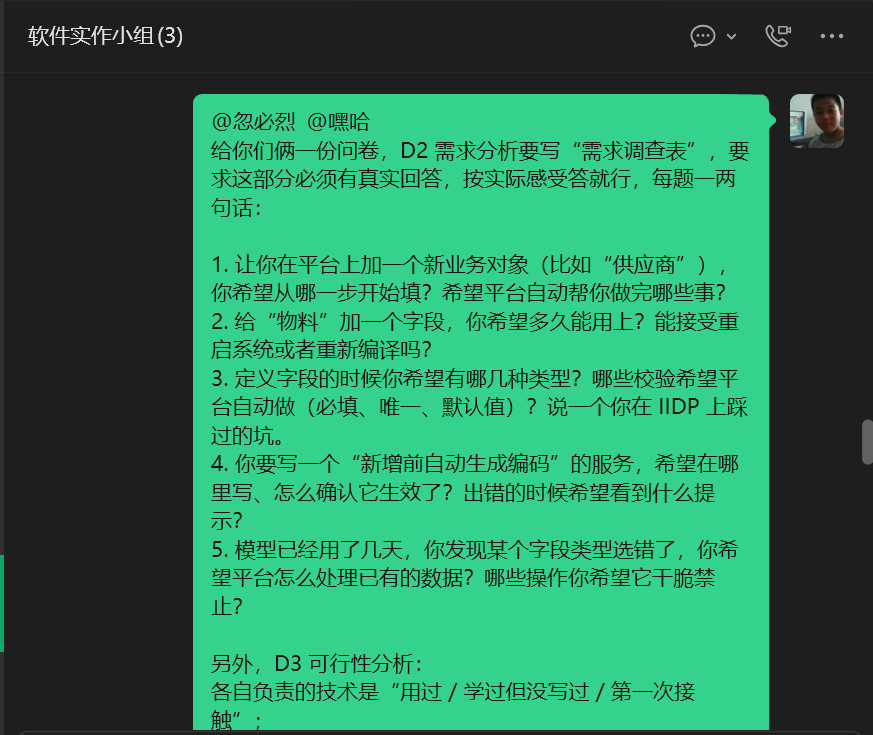 软件实作小组(3)
@忽必烈 @嘿哈
给你们俩一份问卷，D2 需求分析要写“需求调查表”，要
求这部分必须有真实回答，按实际感受答就行，每题一两
句话：
1. 让你在平台上加一个新业务对象（比如“供应商”），
你希望从哪一步开始填？希望平台自动帮你做完哪些事？
2. 给“物料”加一个字段，你希望多久能用上？能接受重
启系统或者重新编译吗？
3. 定义字段的时候你希望有哪几种类型？哪些校验希望平
台自动做（必填、唯一、默认值）？说一个你在 IIDP 上踩
过的坑。
4. 你要写一个“新增前自动生成编码”的服务，希望在哪
里写、怎么确认它生效了？出错的时候希望看到什么提
示？
5. 模型已经用了几天，你发现某个字段类型选错了，你希
望平台怎么处理已有的数据？哪些操作你希望它干脆禁
止？
另外，D3 可行性分析：
各自负责的技术是“用过 / 学过但没写过 / 第一次接
触”；